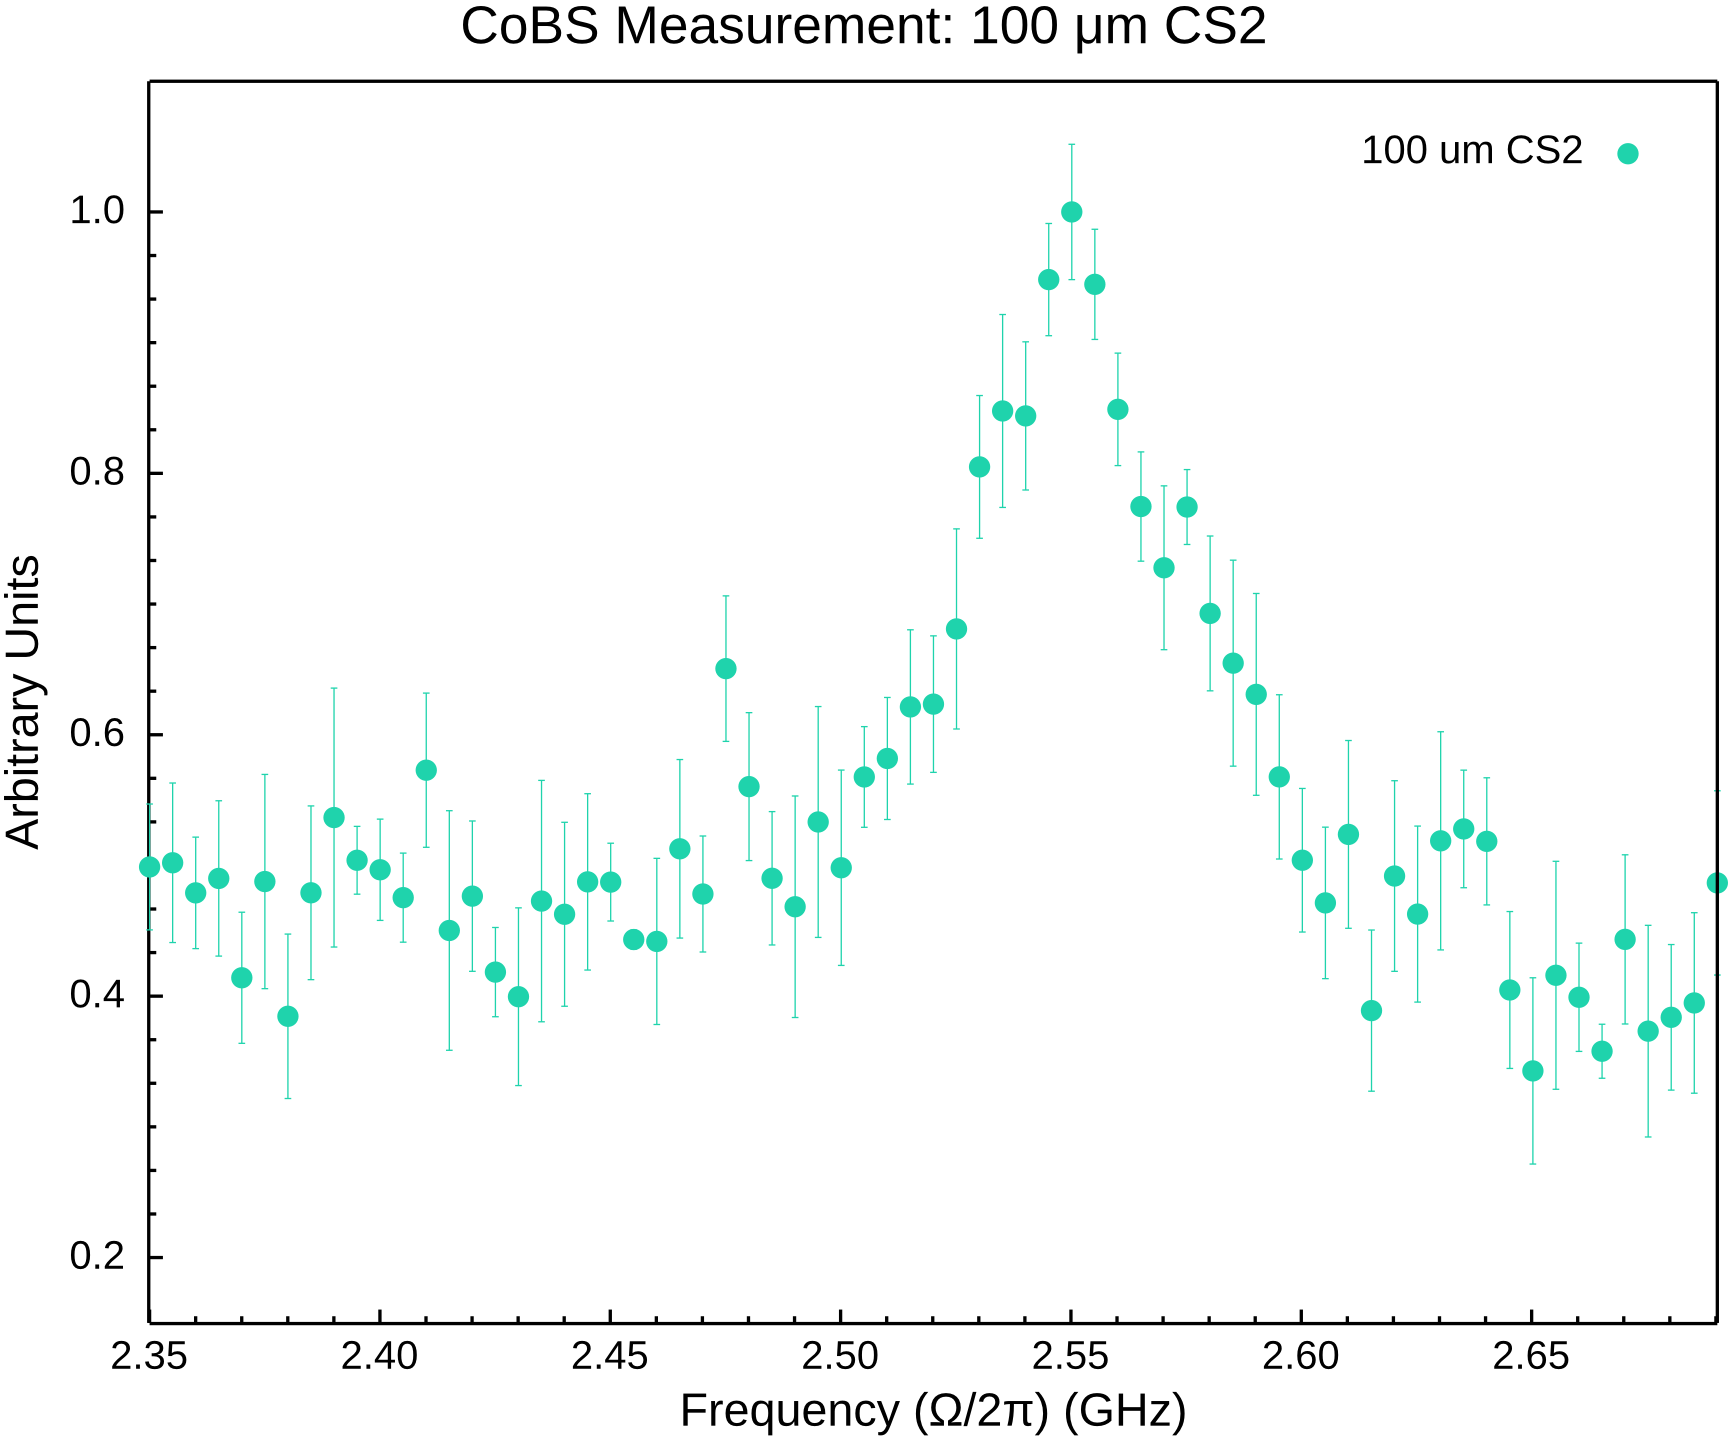 CoBS Measurement: 100 μm CS2
100 um CS2
1.0
0.8
0.6
0.4
0.2
Arbitrary Units
2.35 2.40 2.45 2.50 2.55 2.60 2.65
Frequency (Ω/2π) (GHz)